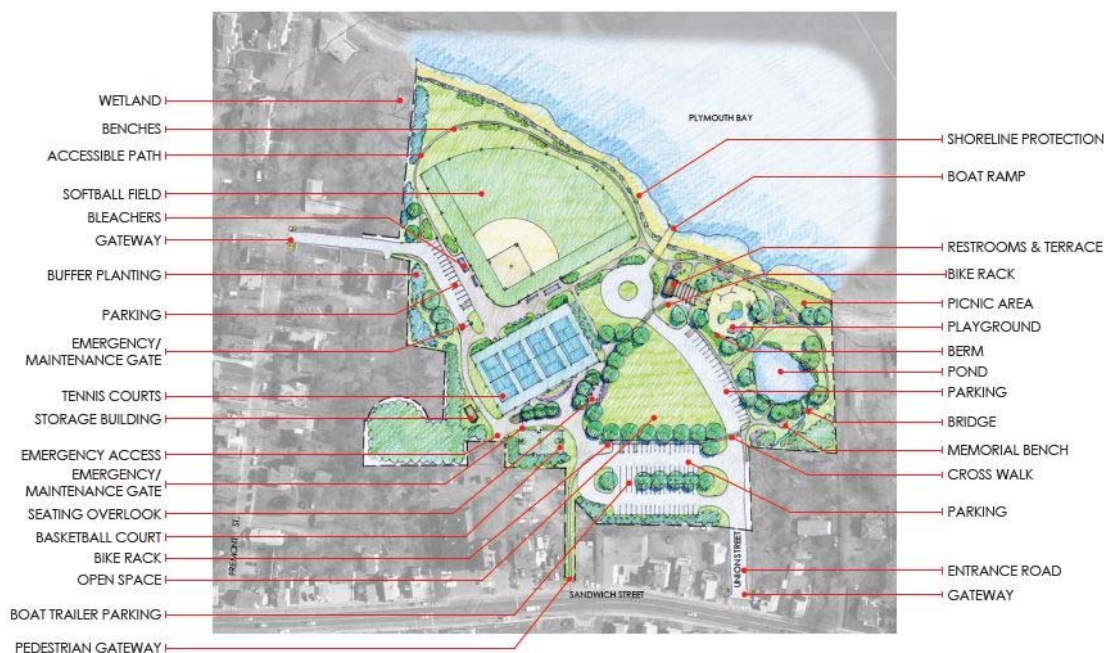 WETLAND
BENCHES
ACCESSIBLE PATH
SOFTBALL FIELD
BLEACHERS
GATEWAY
BUFFER PLANTING
PARKING
EMERGENCY/
MAINTENANCE GATE
TENNIS COURTS
STORAGE BUILDING
EMERGENCY ACCESS
EMERGENCY/
MAINTENANCE GATE
SEATING OVERLOOK
BASKETBALL COURT
BIKE RACK
OPEN SPACE
BOAT TRAILER PARKING
PEDESTRIAN GATEWAY
PLYMOUTH BAY
FREMONT ST.
SANDWICH STREET
UNION STREET
SHORELINE PROTECTION
BOAT RAMP
RESTROOMS & TERRACE
BIKE RACK
PICNIC AREA
PLAYGROUND
BERM
POND
PARKING
BRIDGE
MEMORIAL BENCH
CROSS WALK
PARKING
ENTRANCE ROAD
GATEWAY